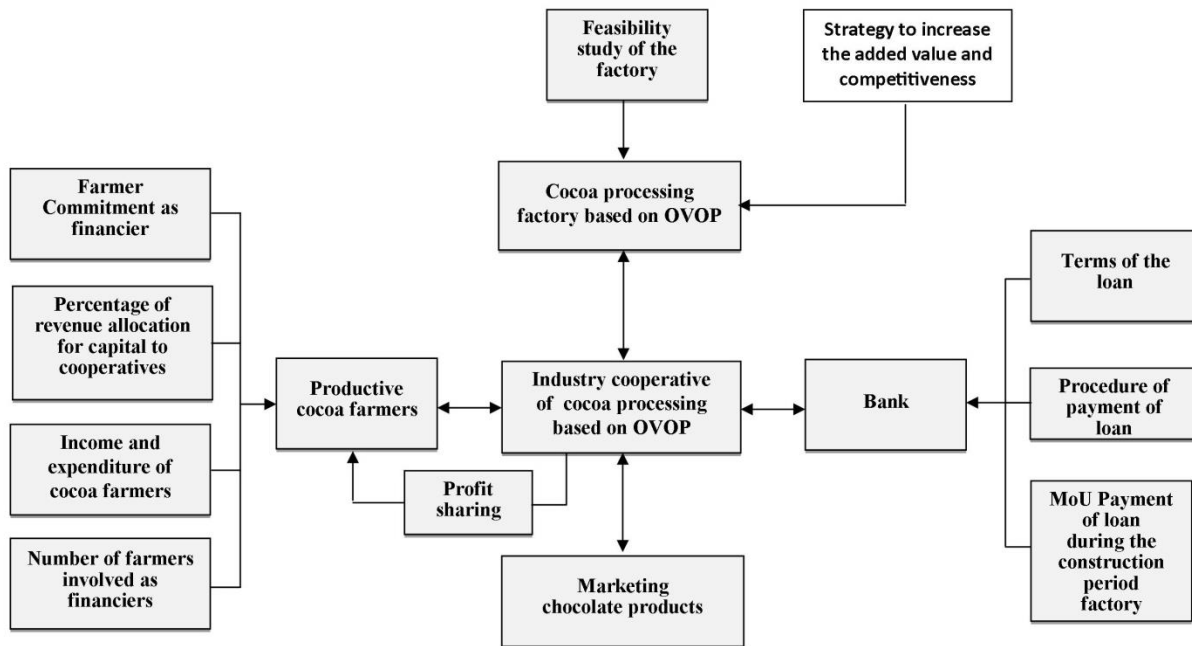 Feasibility
study of the
factory
Strategy to increase
the added value and
competitiveness
Farmer
Commitment as
financier
Cocoa processing
factory based on OVOP
Terms of the
loan
Percentage of
revenue allocation
for capital to
cooperatives
Productive
cocoa farmers
Industry cooperative
of cocoa processing
based on OVOP
Bank
Procedure of
payment of
loan
Income and
expenditure of
cocoa farmers
Profit
sharing
MoU Payment
of loan
during the
construction
period
factory
Number of farmers
involved as
financiers
Marketing
chocolate products